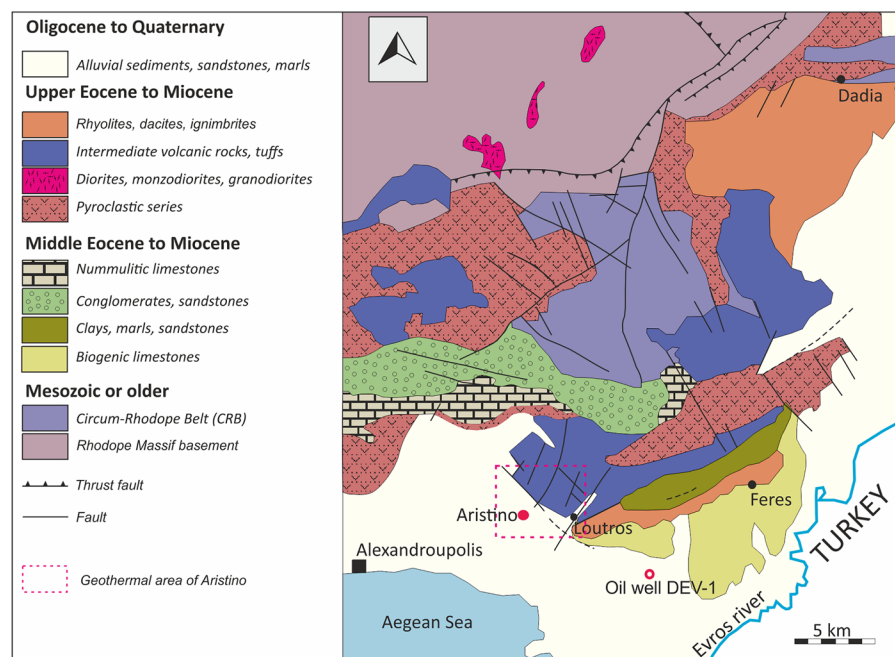 Oligocene to Quaternary
Alluvial sediments, sandstones, marls
Upper Eocene to Miocene
Rhyolites, dacites, ignimbrites
Intermediate volcanic rocks, tuffs
Diorites, monzodiorites, granodiorites
Pyroclastic series
Middle Eocene to Miocene
Nummulitic limestones
Conglomerates, sandstones
Clays, marls, sandstones
Biogenic limestones
Mesozoic or older
Circum-Rhodope Belt (CRB)
Rhodope Massif basement
Thrust fault
Fault
Geothermal area of Aristino
Dadia
Feres
Aristino
Loutros
Alexandroupolis
Oil well DEV-1
TURKEY
Evros river
Aegean Sea
5 km